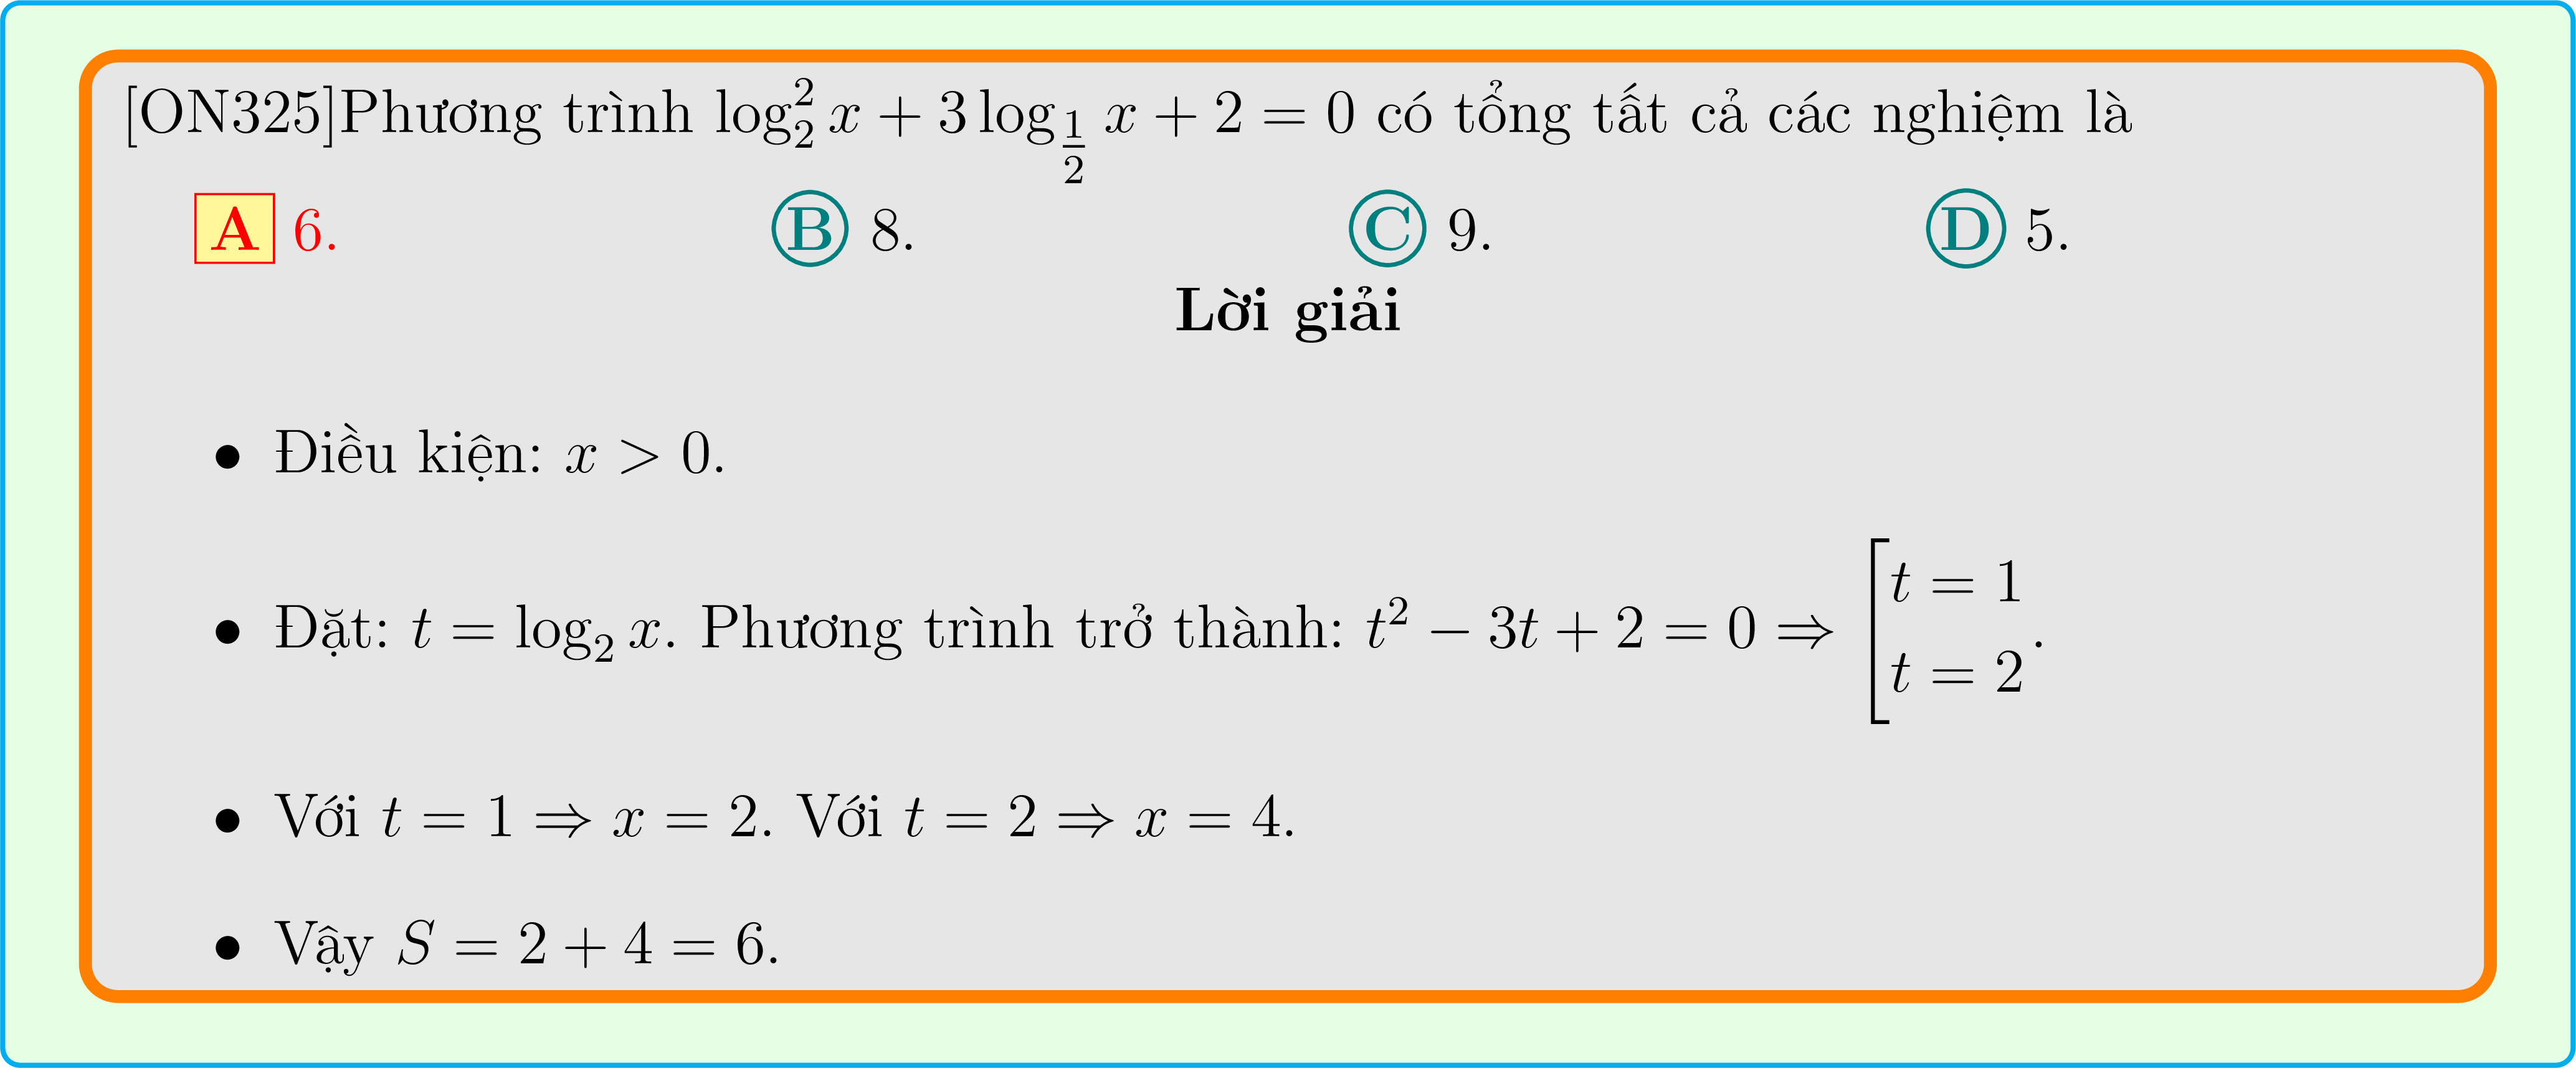 [ON325]Phương trình $\log_2^2 x + 3\log_{\frac{1}{2}} x + 2 = 0$ có tổng tất cả các nghiệm là
A 6. B 8. C 9. D 5.
Lời giải
• Điều kiện: $x > 0$.
• Đặt: $t = \log_2 x$. Phương trình trở thành: $t^2 - 3t + 2 = 0 \Rightarrow \left[\begin{array}{l} t = 1 \\ t = 2 \end{array}\right.$.
• Với $t = 1 \Rightarrow x = 2$. Với $t = 2 \Rightarrow x = 4$.
• Vậy $S = 2 + 4 = 6$.